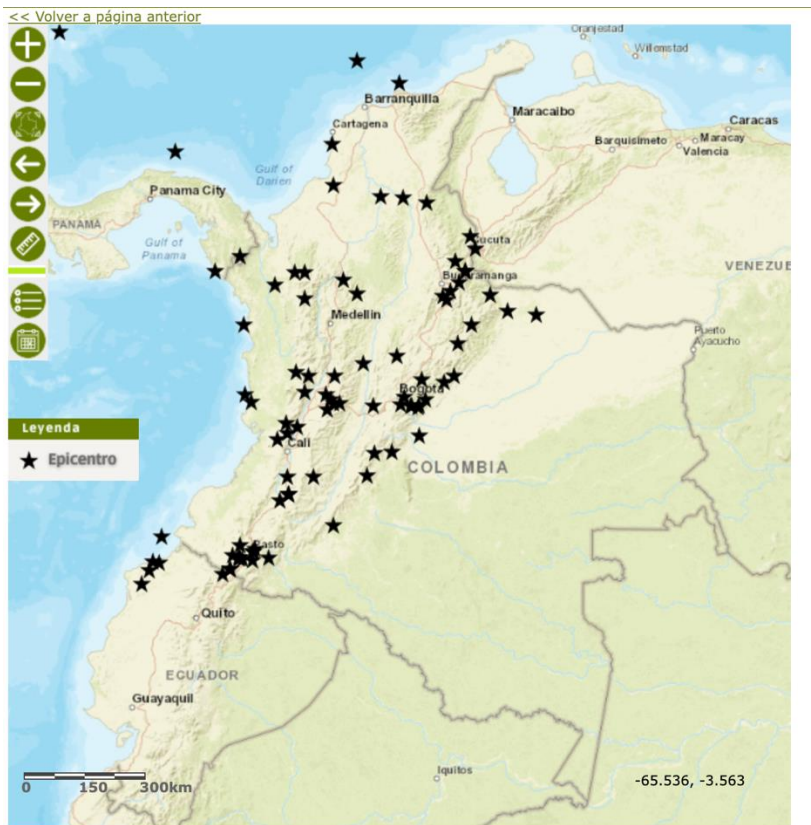 << Volver a página anterior
Oranjestad
Willemstad
Barranquilla
Cartagena
Maracaibo
Caracas
Barquisimeto
Maracay
Valencia
Gulf of
Darien
Panama City
PANAMA
Gulf of
Panama
Cucuta
Bucaramanga
VENEZUE
Medellin
Puerto
Ayacucho
Bogota
Leyenda
Epicentro
Cali
COLOMBIA
Pasto
Quito
ECUADOR
Guayaquil
Iquitos
0 150 300km
-65.536, -3.563